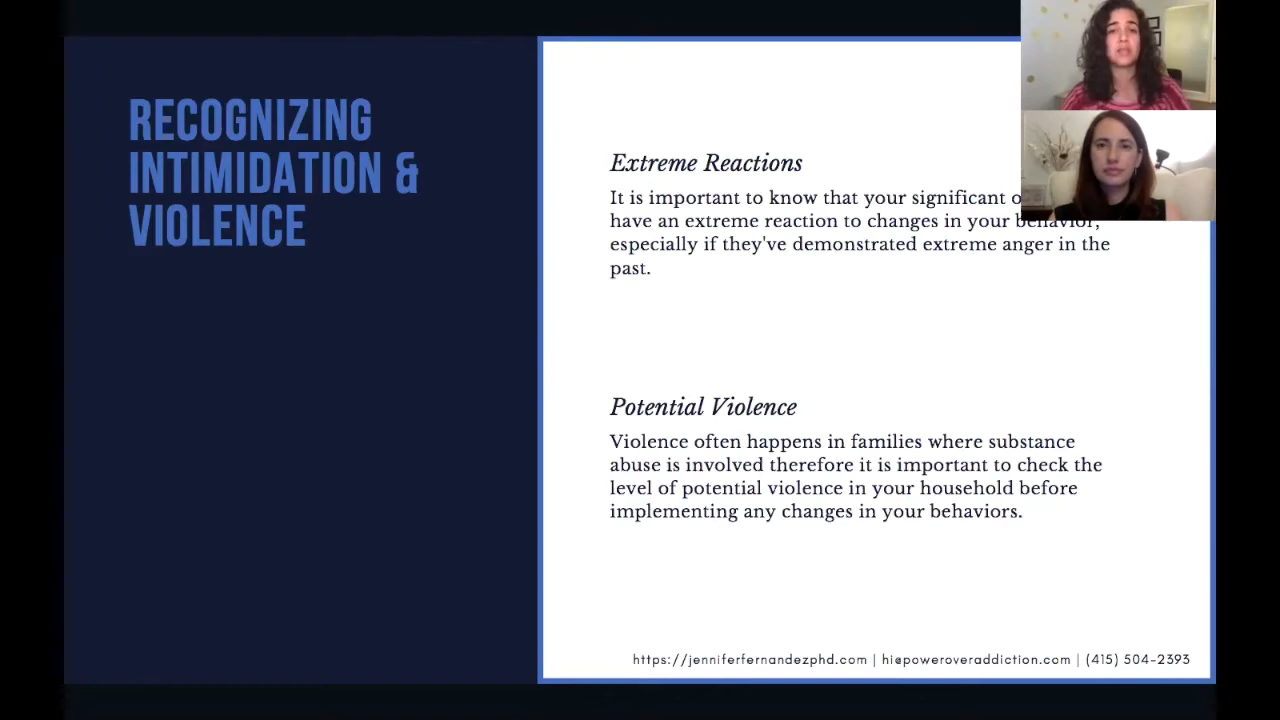 RECOGNIZING
INTIMIDATION &
VIOLENCE
Extreme Reactions
It is important to know that your significant
have an extreme reaction to changes in your behavior,
especially if they've demonstrated extreme anger in the
past.
Potential Violence
Violence often happens in families where substance
abuse is involved therefore it is important to check the
level of potential violence in your household before
implementing any changes in your behaviors.
https://jenniferfernandezphd.com | hi@poweroveraddiction.com | (415) 504-2393